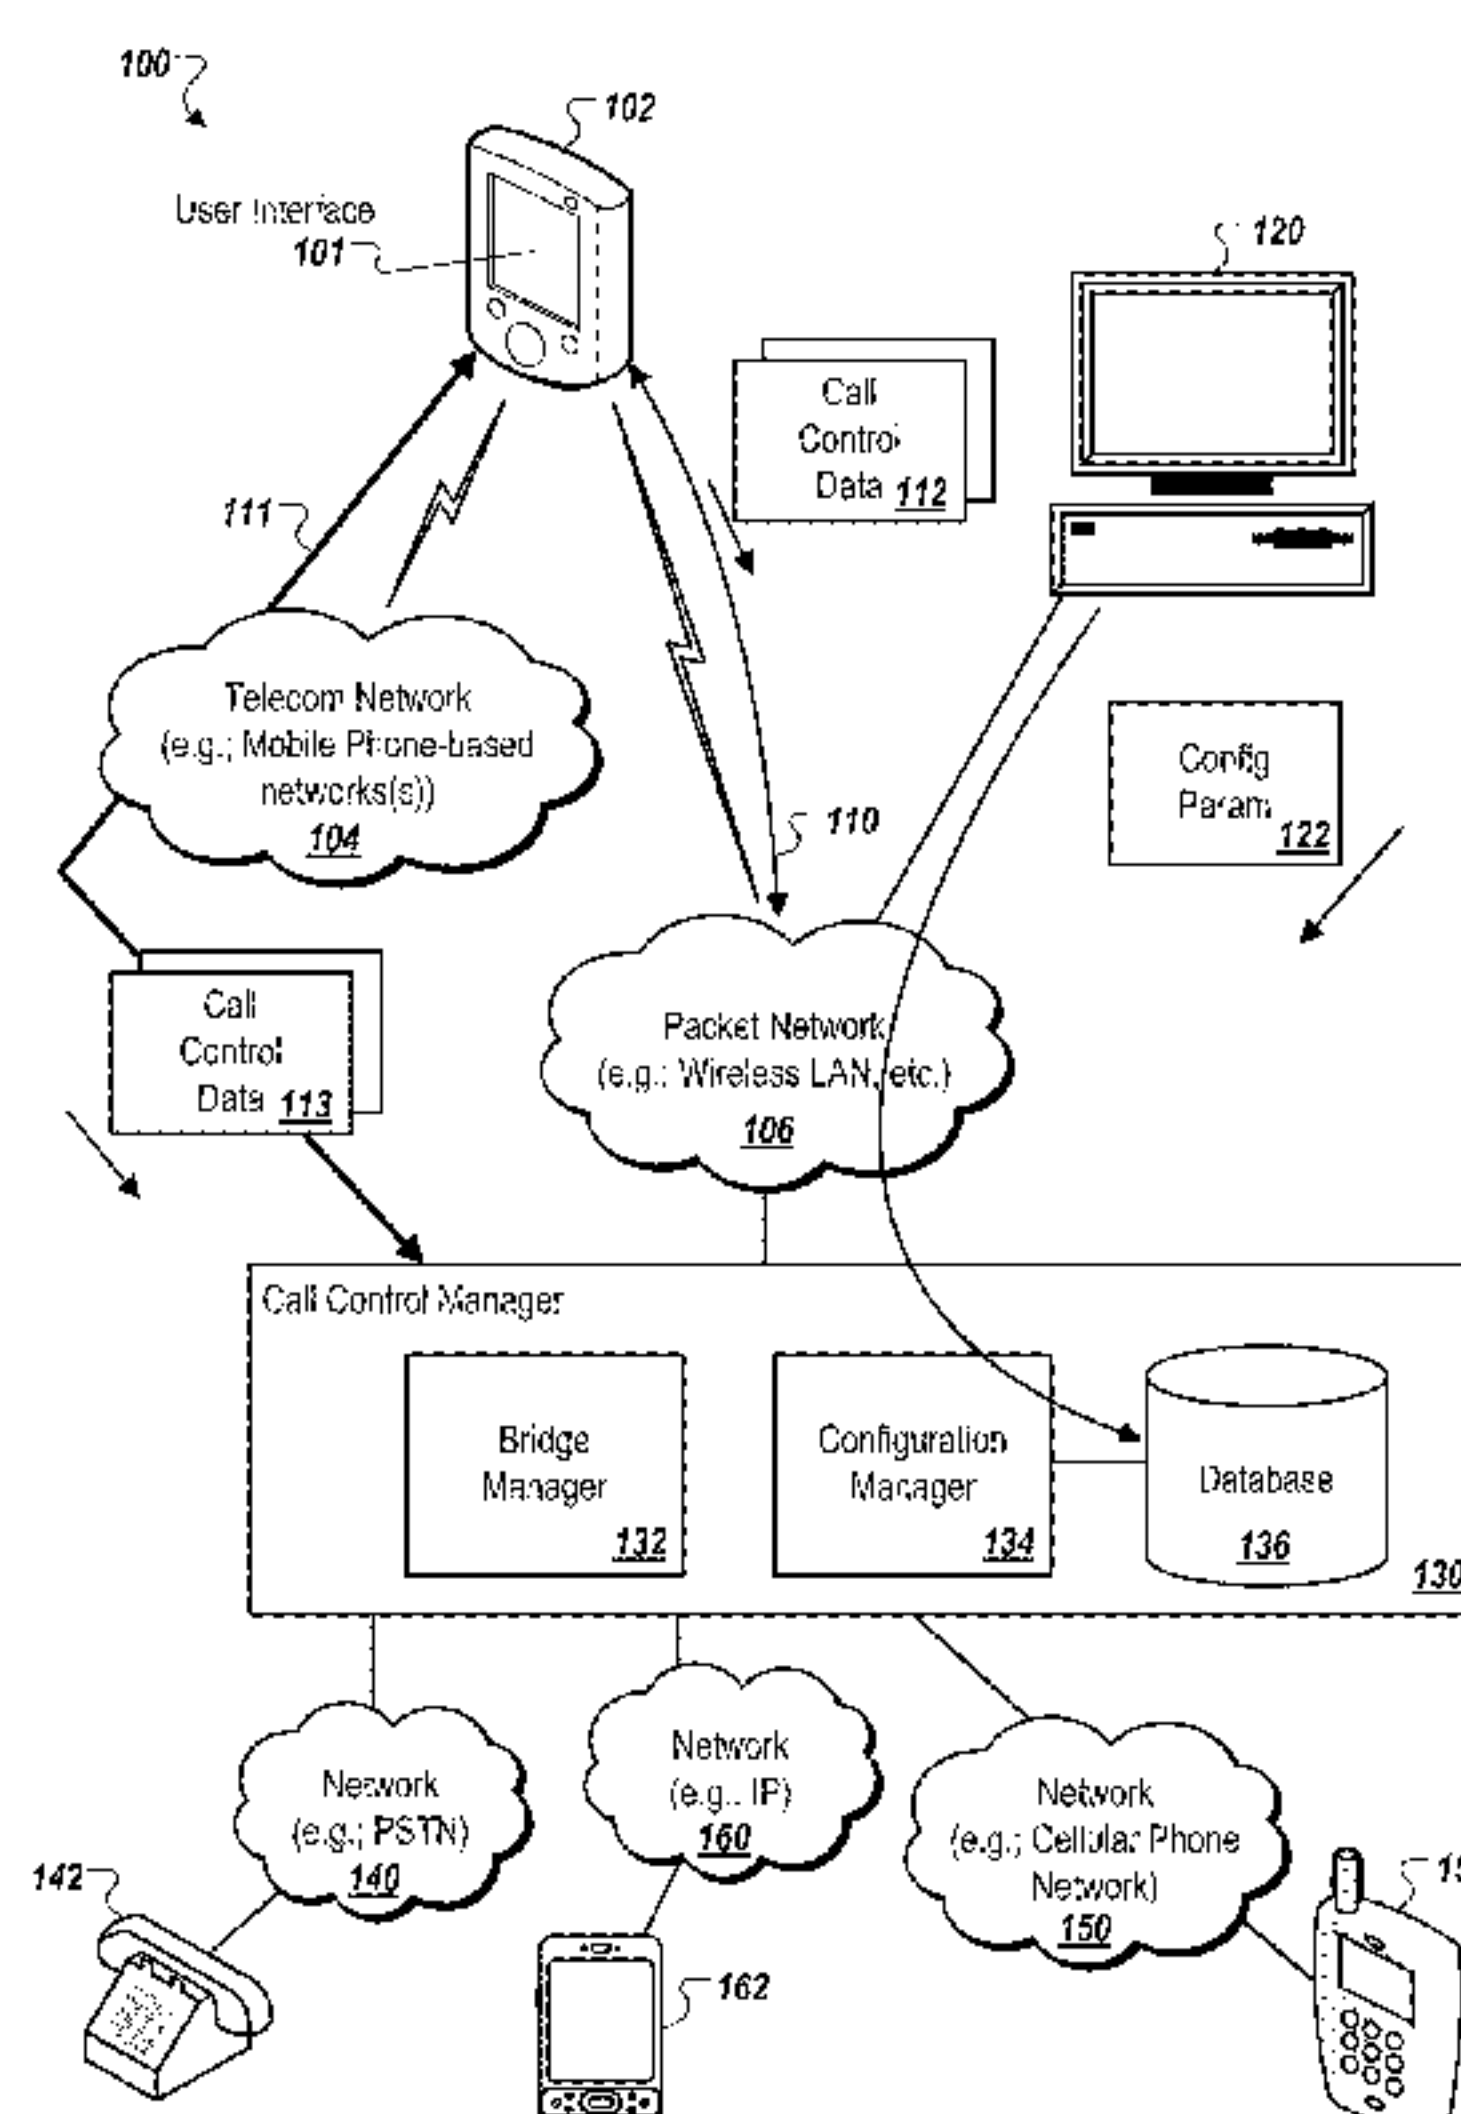 100
102
User Interface
101
120
Call
Control
Data 112
111
Telecom Network
(e.g.; Mobile Phone-based
networks(s))
104
Config
Param
122
110
Call
Control
Data 113
Packet Network
(e.g.; Wireless LAN, etc.)
106
Call Control Manager
Bridge
Manager
132
Configuration
Manager
134
Database
136
130
Network
(e.g.; PSTN)
140
Network
(e.g.. IP)
160
Network
(e.g.; Cellular Phone
Network)
150
142
162